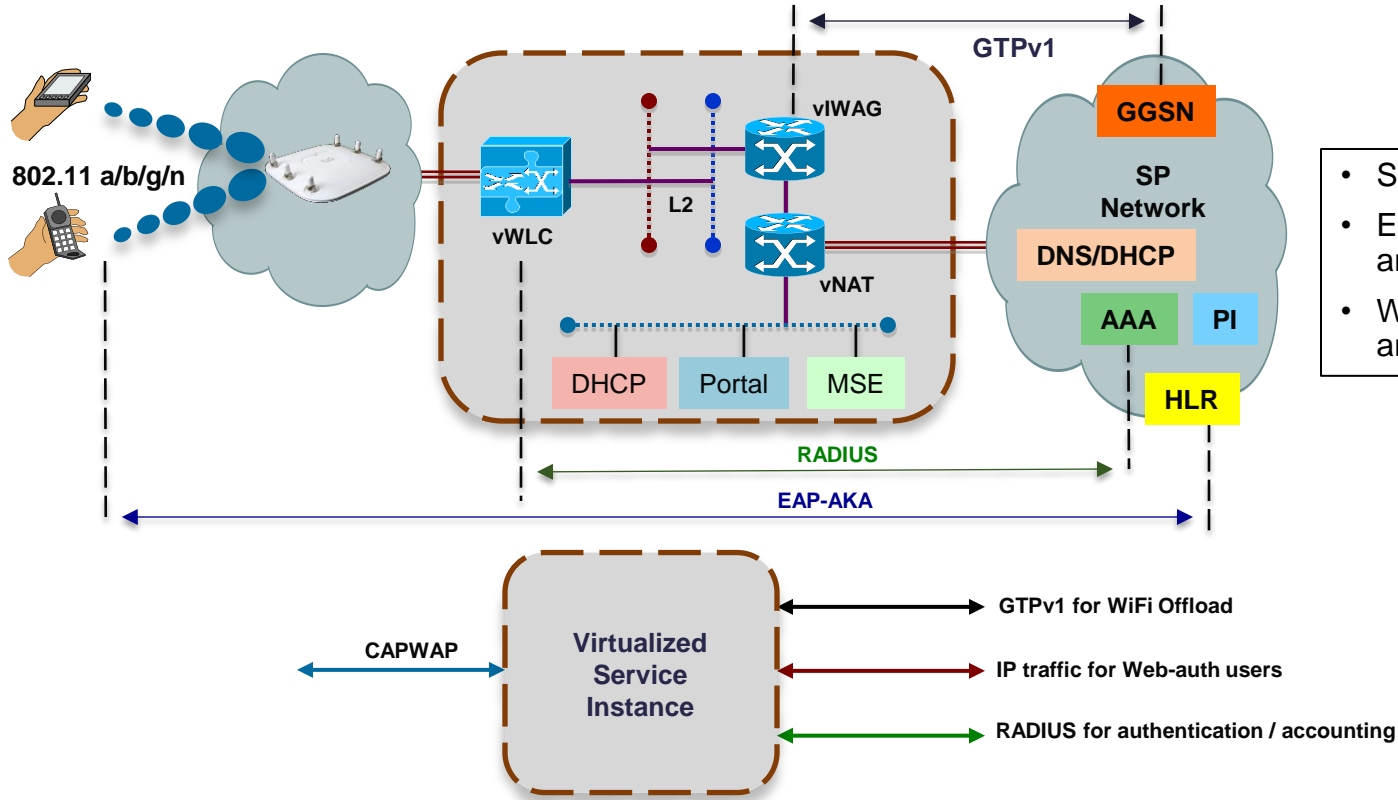 GTPv1
vIWAG
GGSN
802.11 a/b/g/n
SP
Network
L2
vWLC
DNS/DHCP
vNAT
AAA
PI
DHCP
Portal
MSE
HLR
RADIUS
EAP-AKA
GTPv1 for WiFi Offload
CAPWAP
Virtualized
Service
Instance
IP traffic for Web-auth users
RADIUS for authentication / accounting